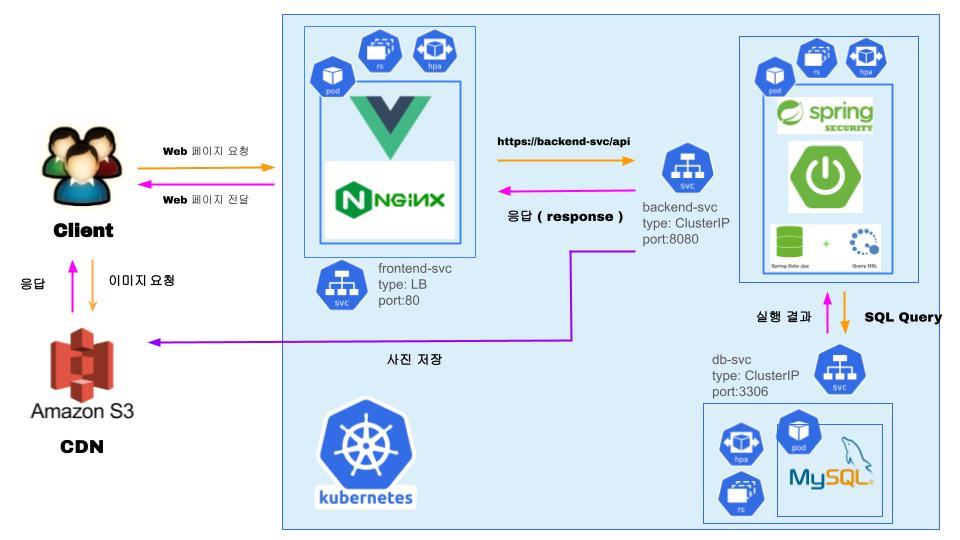 rs
hpa
pod
NGINX
Web 페이지 요청
Web 페이지 전달
Client
응답
이미지 요청
Amazon S3
CDN
svc
frontend-svc
type: LB
port:80
https://backend-svc/api
응답 ( response )
svc
backend-svc
type: ClusterIP
port:8080
사진 저장
kubernetes
rs
hpa
pod
spring
SECURITY
Spring Data Jpa
+
Query DSL
실행 결과
SQL Query
db-svc
type: ClusterIP
port:3306
svc
hpa
pod
rs
MySQL®